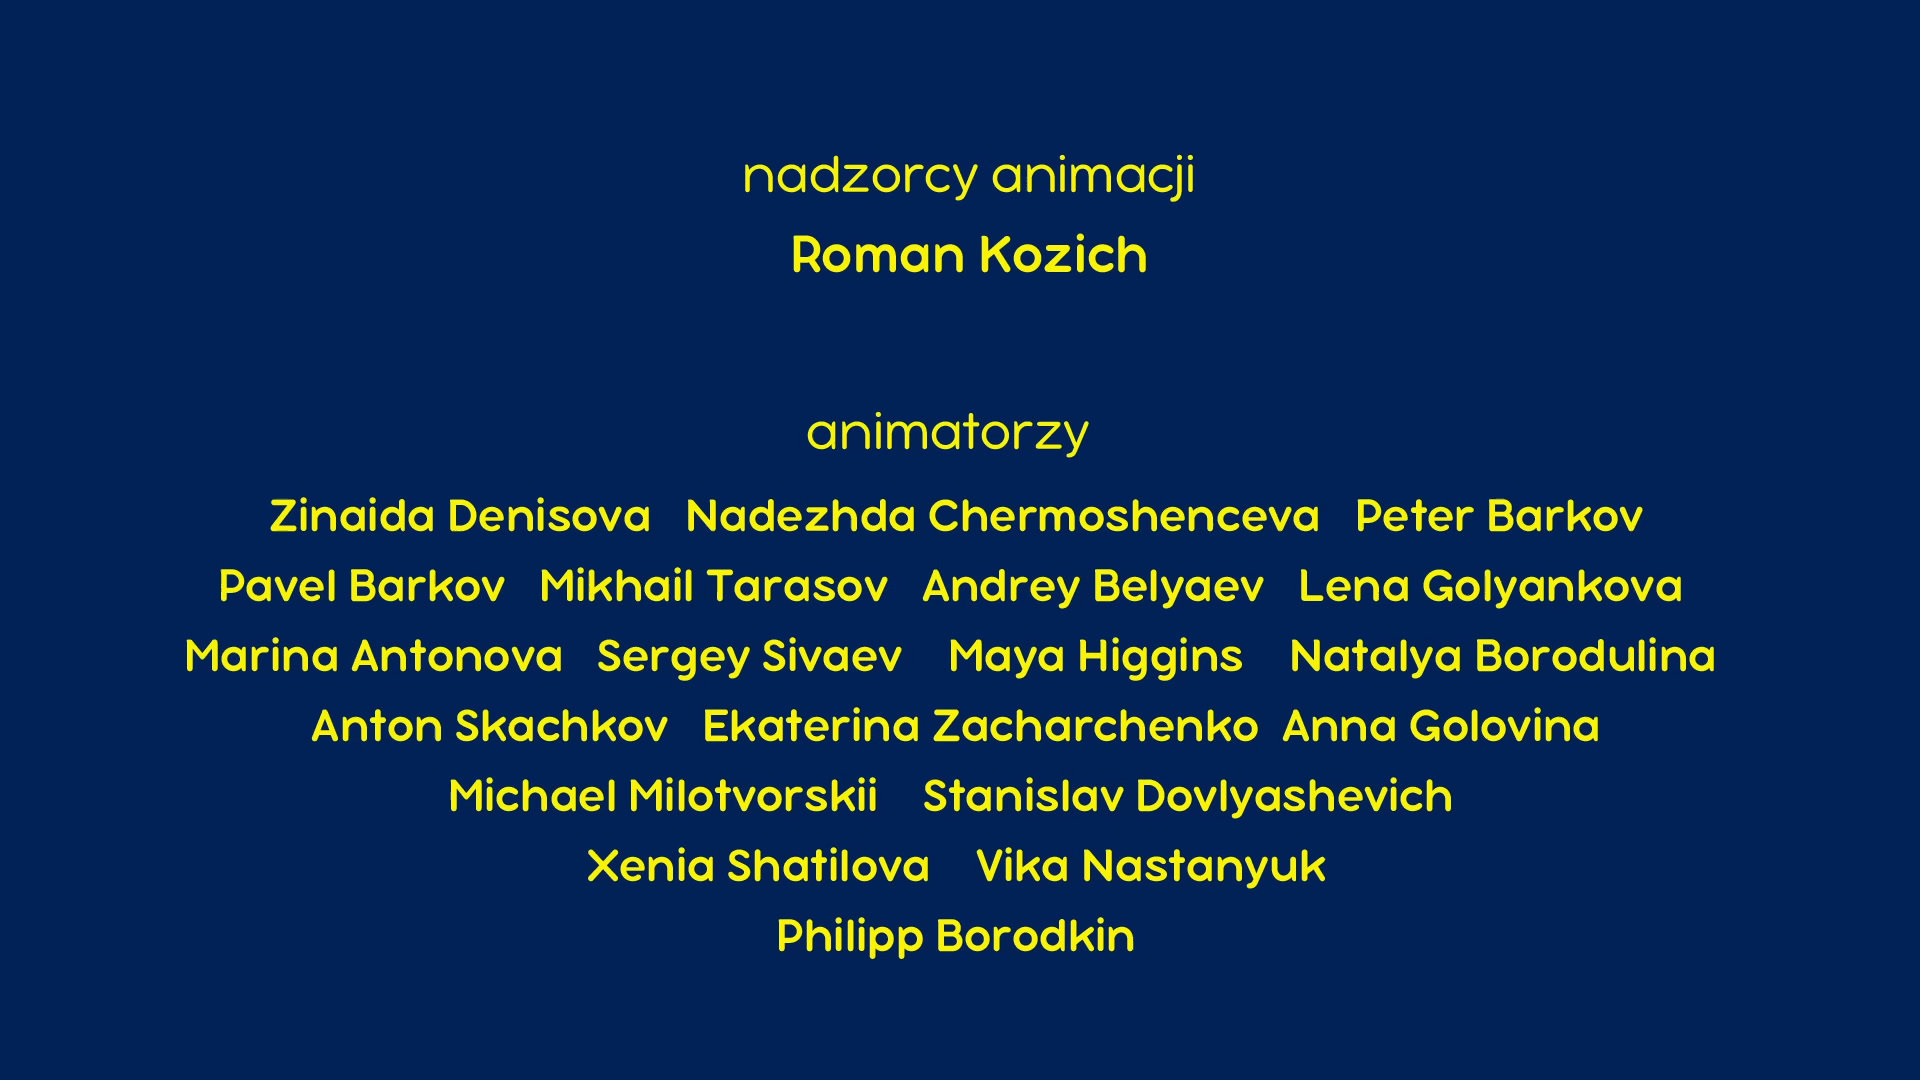 nadzorcy animacji
Roman Kozich
animatorzy
Zinaida Denisova Nadezhda Chermoshenceva Peter Barkov
Pavel Barkov Mikhail Tarasov Andrey Belyaev Lena Golyankova
Marina Antonova Sergey Sivaev Maya Higgins Natalya Borodulina
Anton Skachkov Ekaterina Zacharchenko Anna Golovina
Michael Milotvorskii Stanislav Dovlyashevich
Xenia Shatilova Vika Nastanyuk
Philipp Borodkin